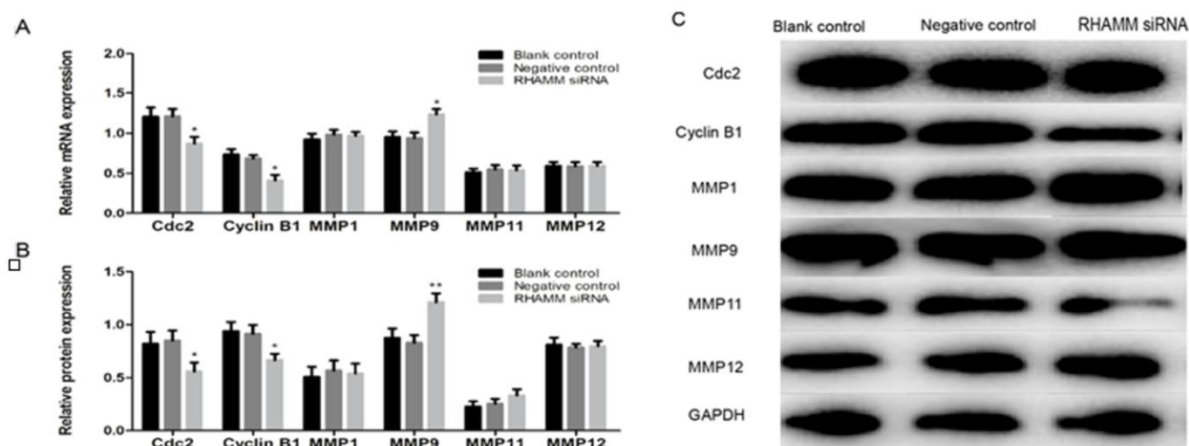 A
Relative mRNA expression
2.0
1.5
1.0
0.5
0.0
Blank control
Negative control
RHAMM siRNA
*
*
*
Cdc2 Cyclin B1 MMP1 MMP9 MMP11 MMP12
B
Relative protein expression
1.5
1.0
0.5
0.0
Blank control
Negative control
RHAMM siRNA
*
*
**
Cdc2 Cyclin B1 MMP1 MMP9 MMP11 MMP12
C
Blank control Negative control RHAMM siRNA
Cdc2
Cyclin B1
MMP1
MMP9
MMP11
MMP12
GAPDH